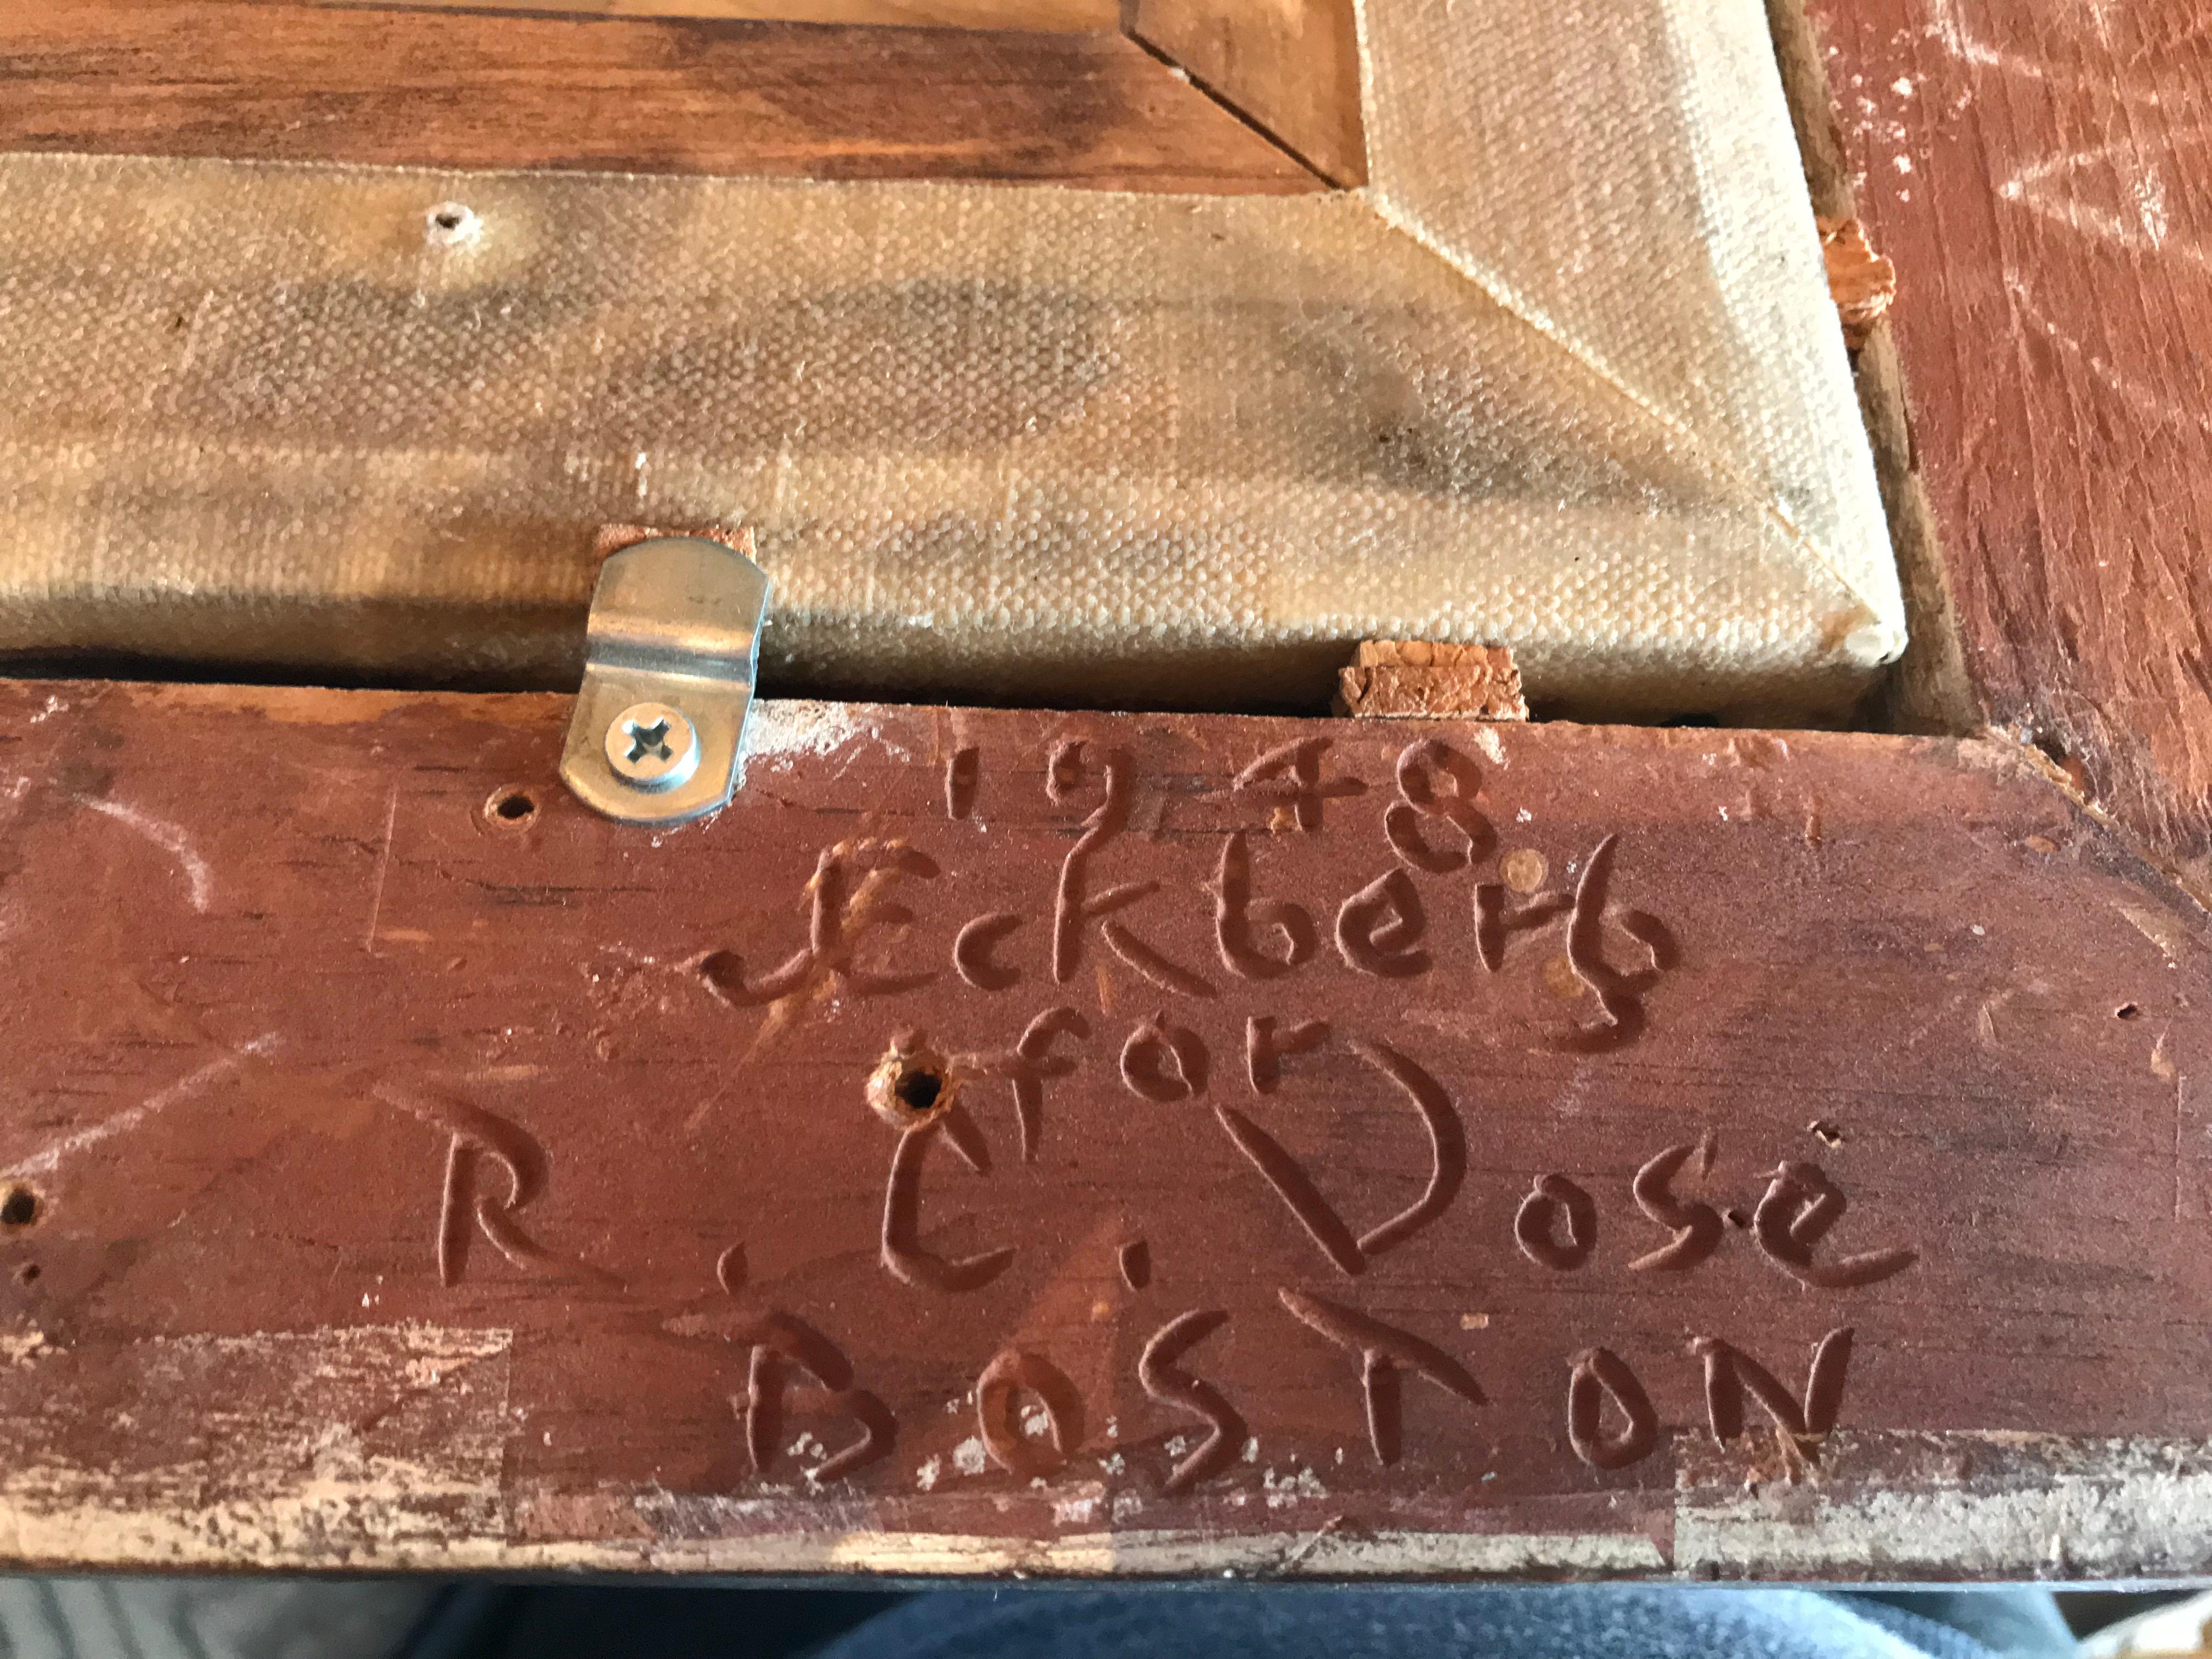 1948
Eckberg
for
R. C. Dose
BOSTON